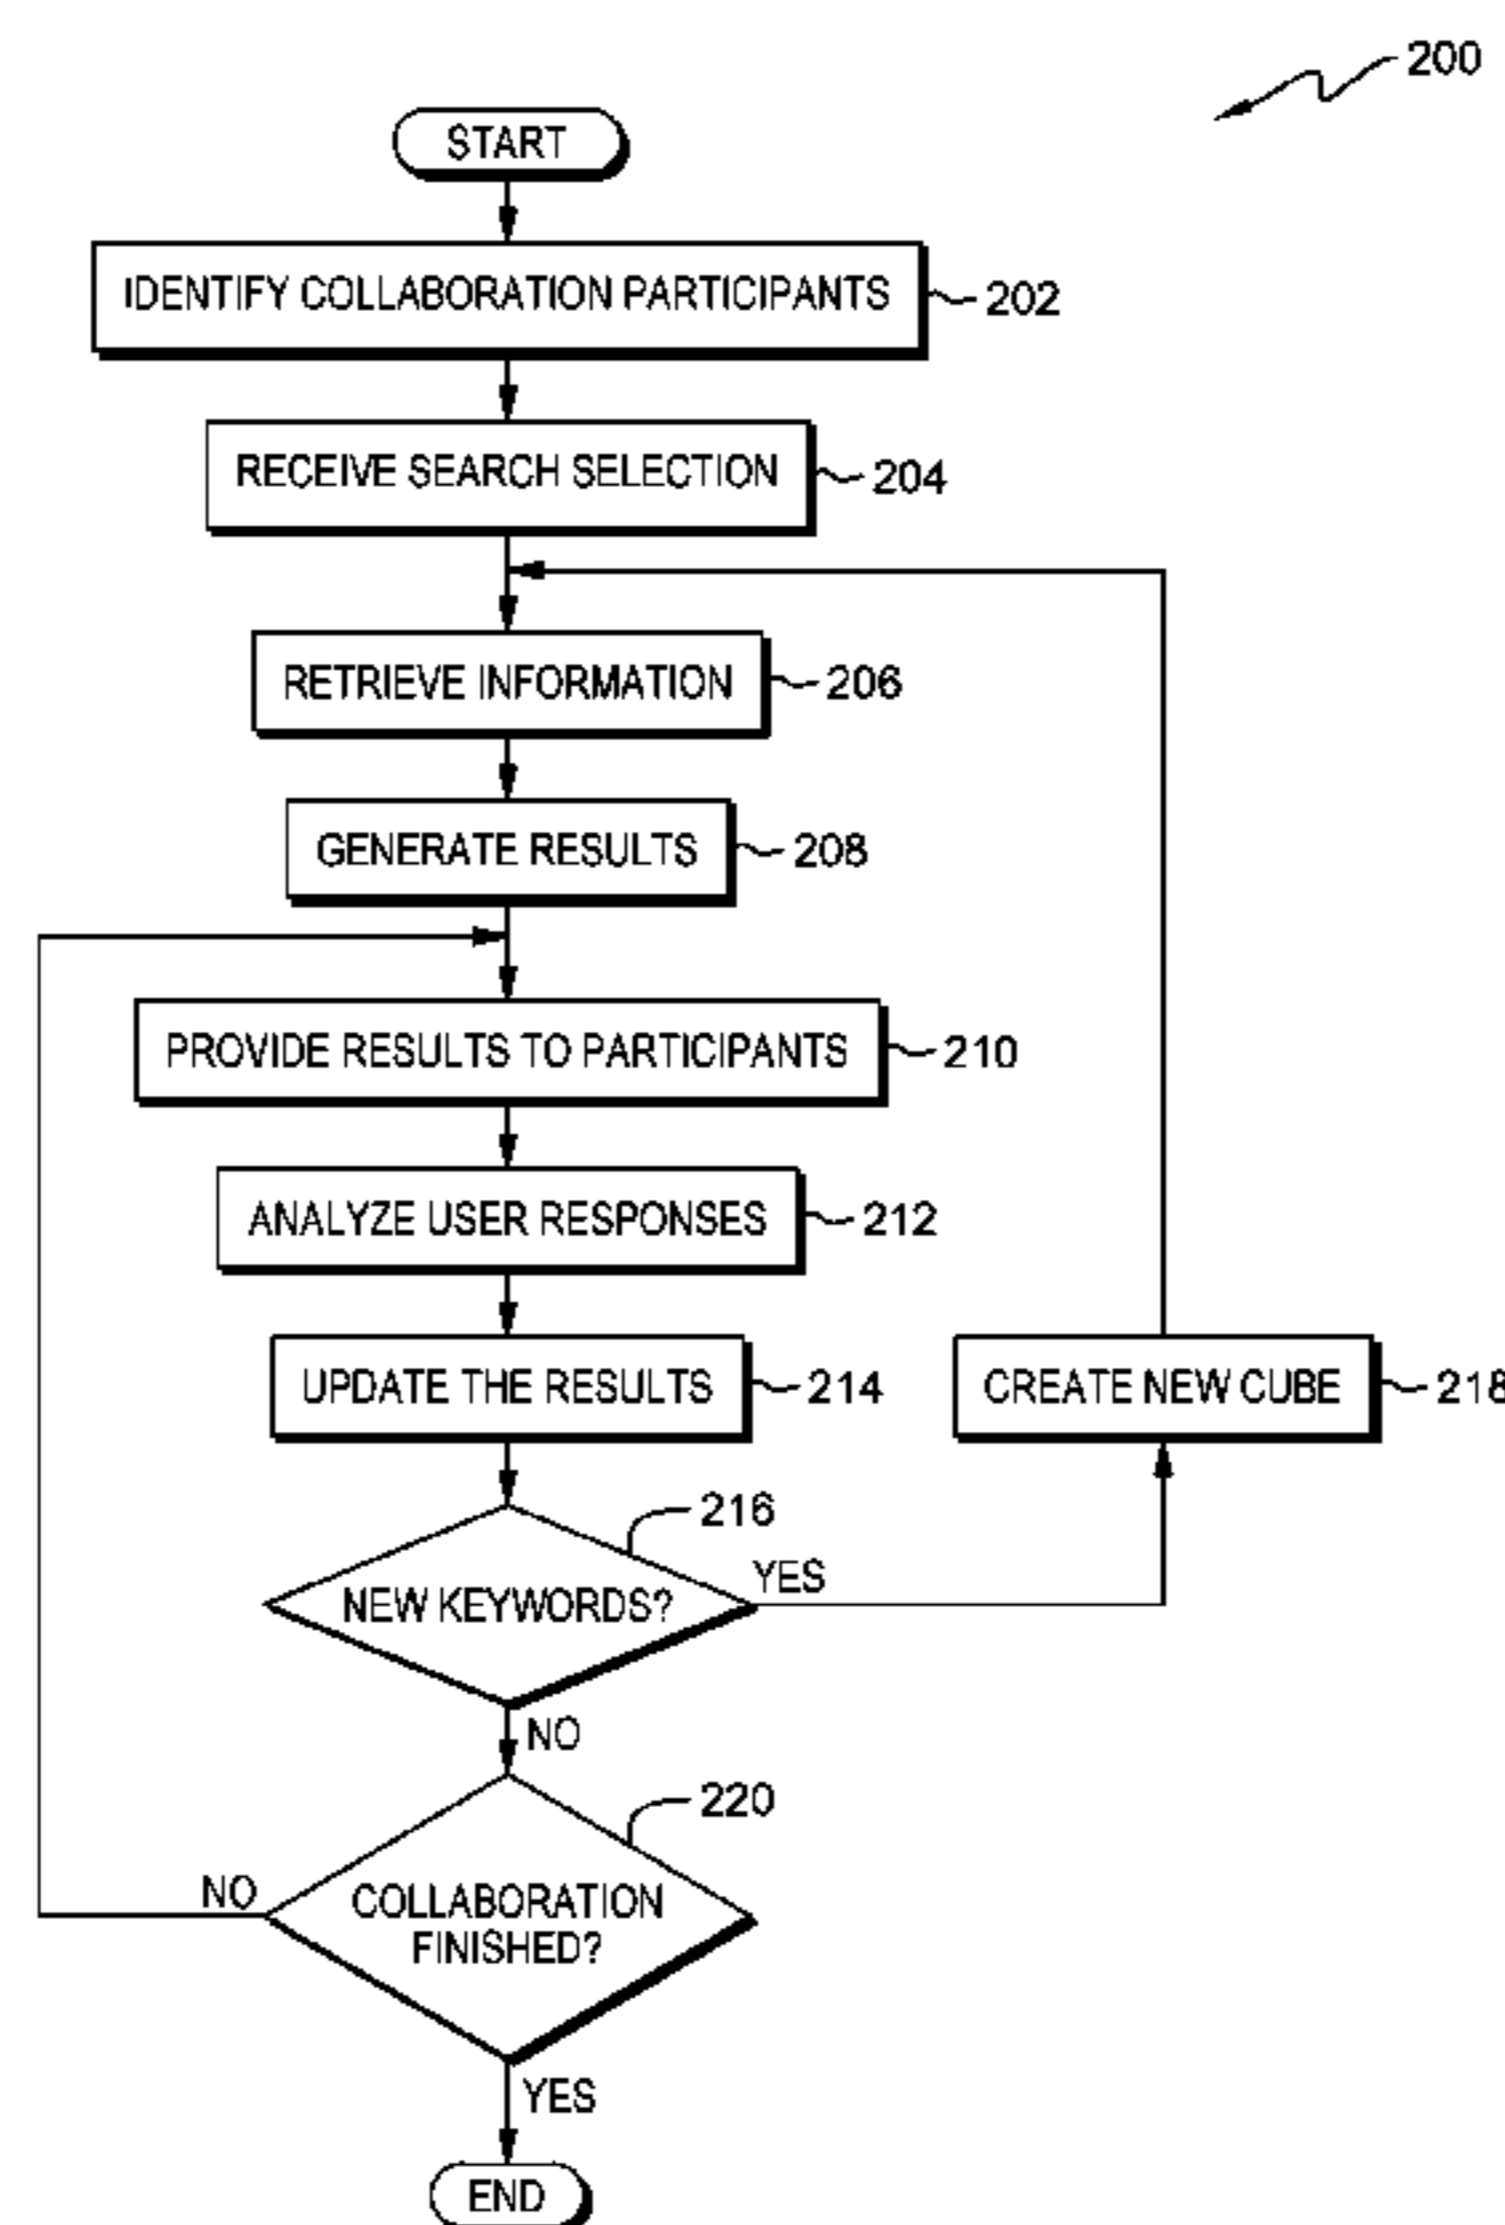 200
START
IDENTIFY COLLABORATION PARTICIPANTS
202
RECEIVE SEARCH SELECTION
204
RETRIEVE INFORMATION
206
GENERATE RESULTS
208
PROVIDE RESULTS TO PARTICIPANTS
210
ANALYZE USER RESPONSES
212
UPDATE THE RESULTS
214
CREATE NEW CUBE
218
216
NEW KEYWORDS?
YES
NO
220
COLLABORATION
FINISHED?
NO
YES
END